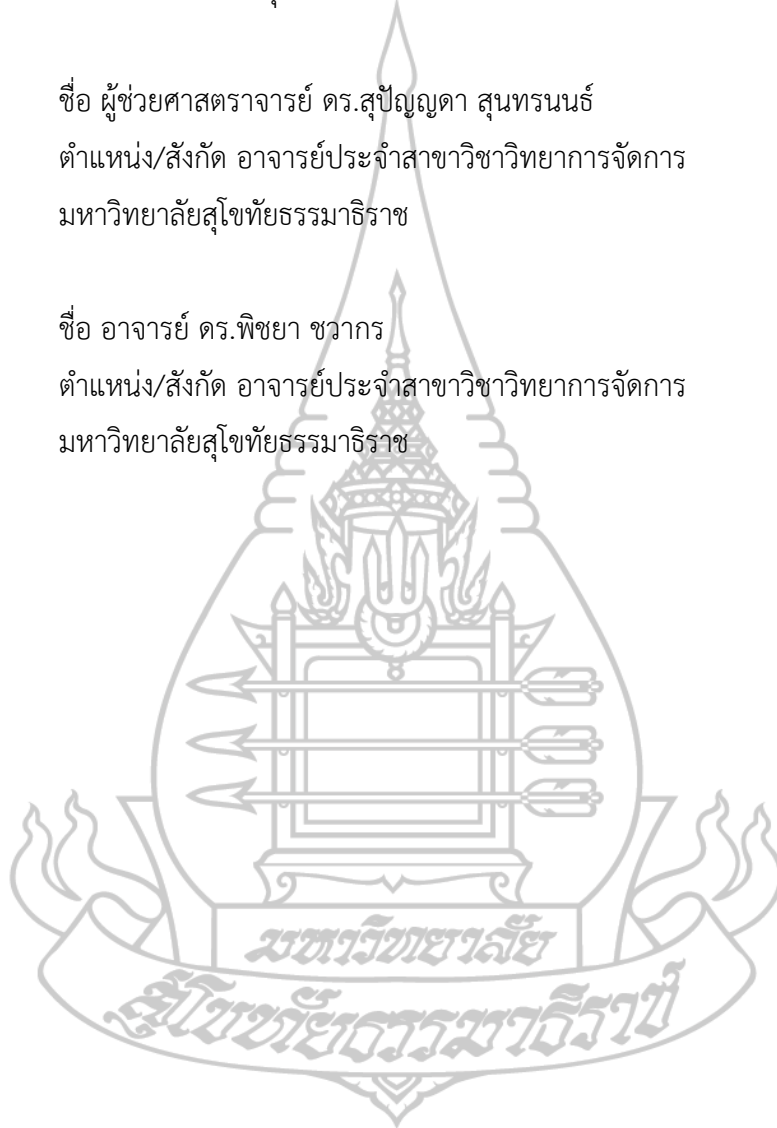 ชื่อ ผู้ช่วยศาสตราจารย์ ดร.สุปัญญดา สุนทรนนธ์
ตำแหน่ง/สังกัด อาจารย์ประจำสาขาวิชาวิทยาการจัดการ
มหาวิทยาลัยสุโขทัยธรรมาธิราช
ชื่อ อาจารย์ ดร.พิชยา ชวากร
ตำแหน่ง/สังกัด อาจารย์ประจำสาขาวิชาวิทยาการจัดการ
มหาวิทยาลัยสุโขทัยธรรมาธิราช
มหาวิทยาลัย
สุโขทัยธรรมาธิราช